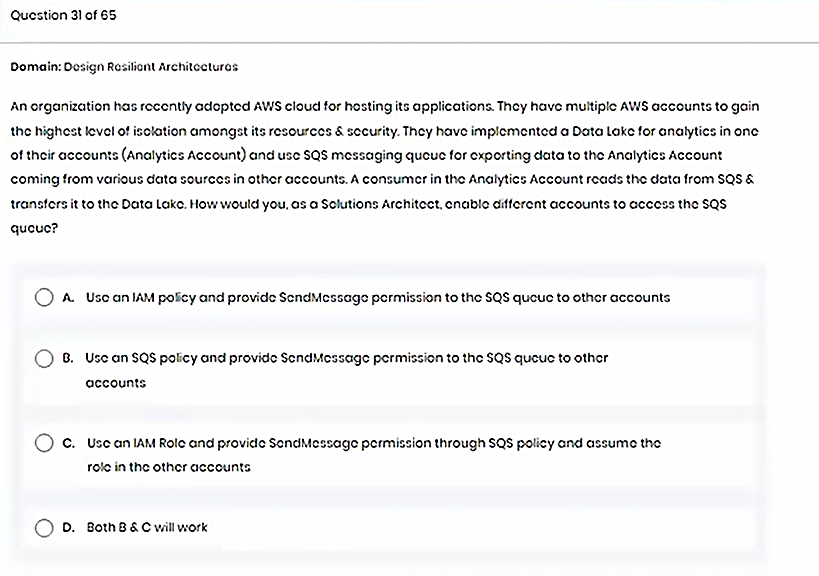 Question 31 of 65
Domain: Design Resilient Architectures
An organization has recently adopted AWS cloud for hosting its applications. They have multiple AWS accounts to gain
the highest level of isolation amongst its resources & security. They have implemented a Data Lake for analytics in one
of their accounts (Analytics Account) and use SQS messaging queue for exporting data to the Analytics Account
coming from various data sources in other accounts. A consumer in the Analytics Account reads the data from SQS &
transfers it to the Data Lake. How would you, as a Solutions Architect, enable different accounts to access the SQS
queue?
A. Use an IAM policy and provide SendMessage permission to the SQS queue to other accounts
B. Use an SQS policy and provide SendMessage permission to the SQS queue to other
accounts
C. Use an IAM Role and provide SendMessage permission through SQS policy and assume the
role in the other accounts
D. Both B & C will work